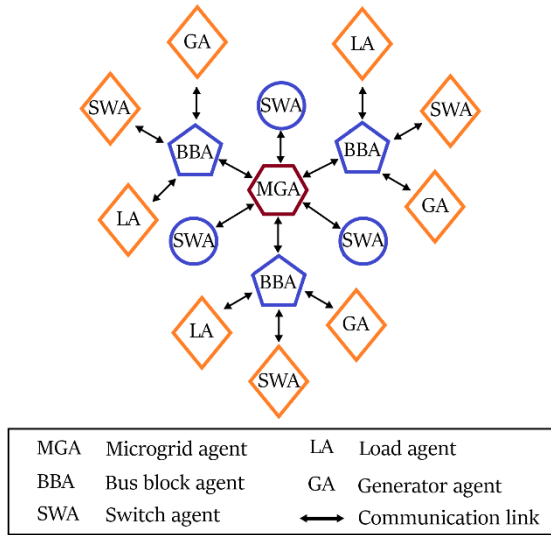 GA
LA
SWA
SWA
SWA
BBA
BBA
MGA
LA
GA
SWA
SWA
BBA
LA
GA
SWA
MGA Microgrid agent
LA Load agent
BBA Bus block agent
GA Generator agent
SWA Switch agent
Communication link